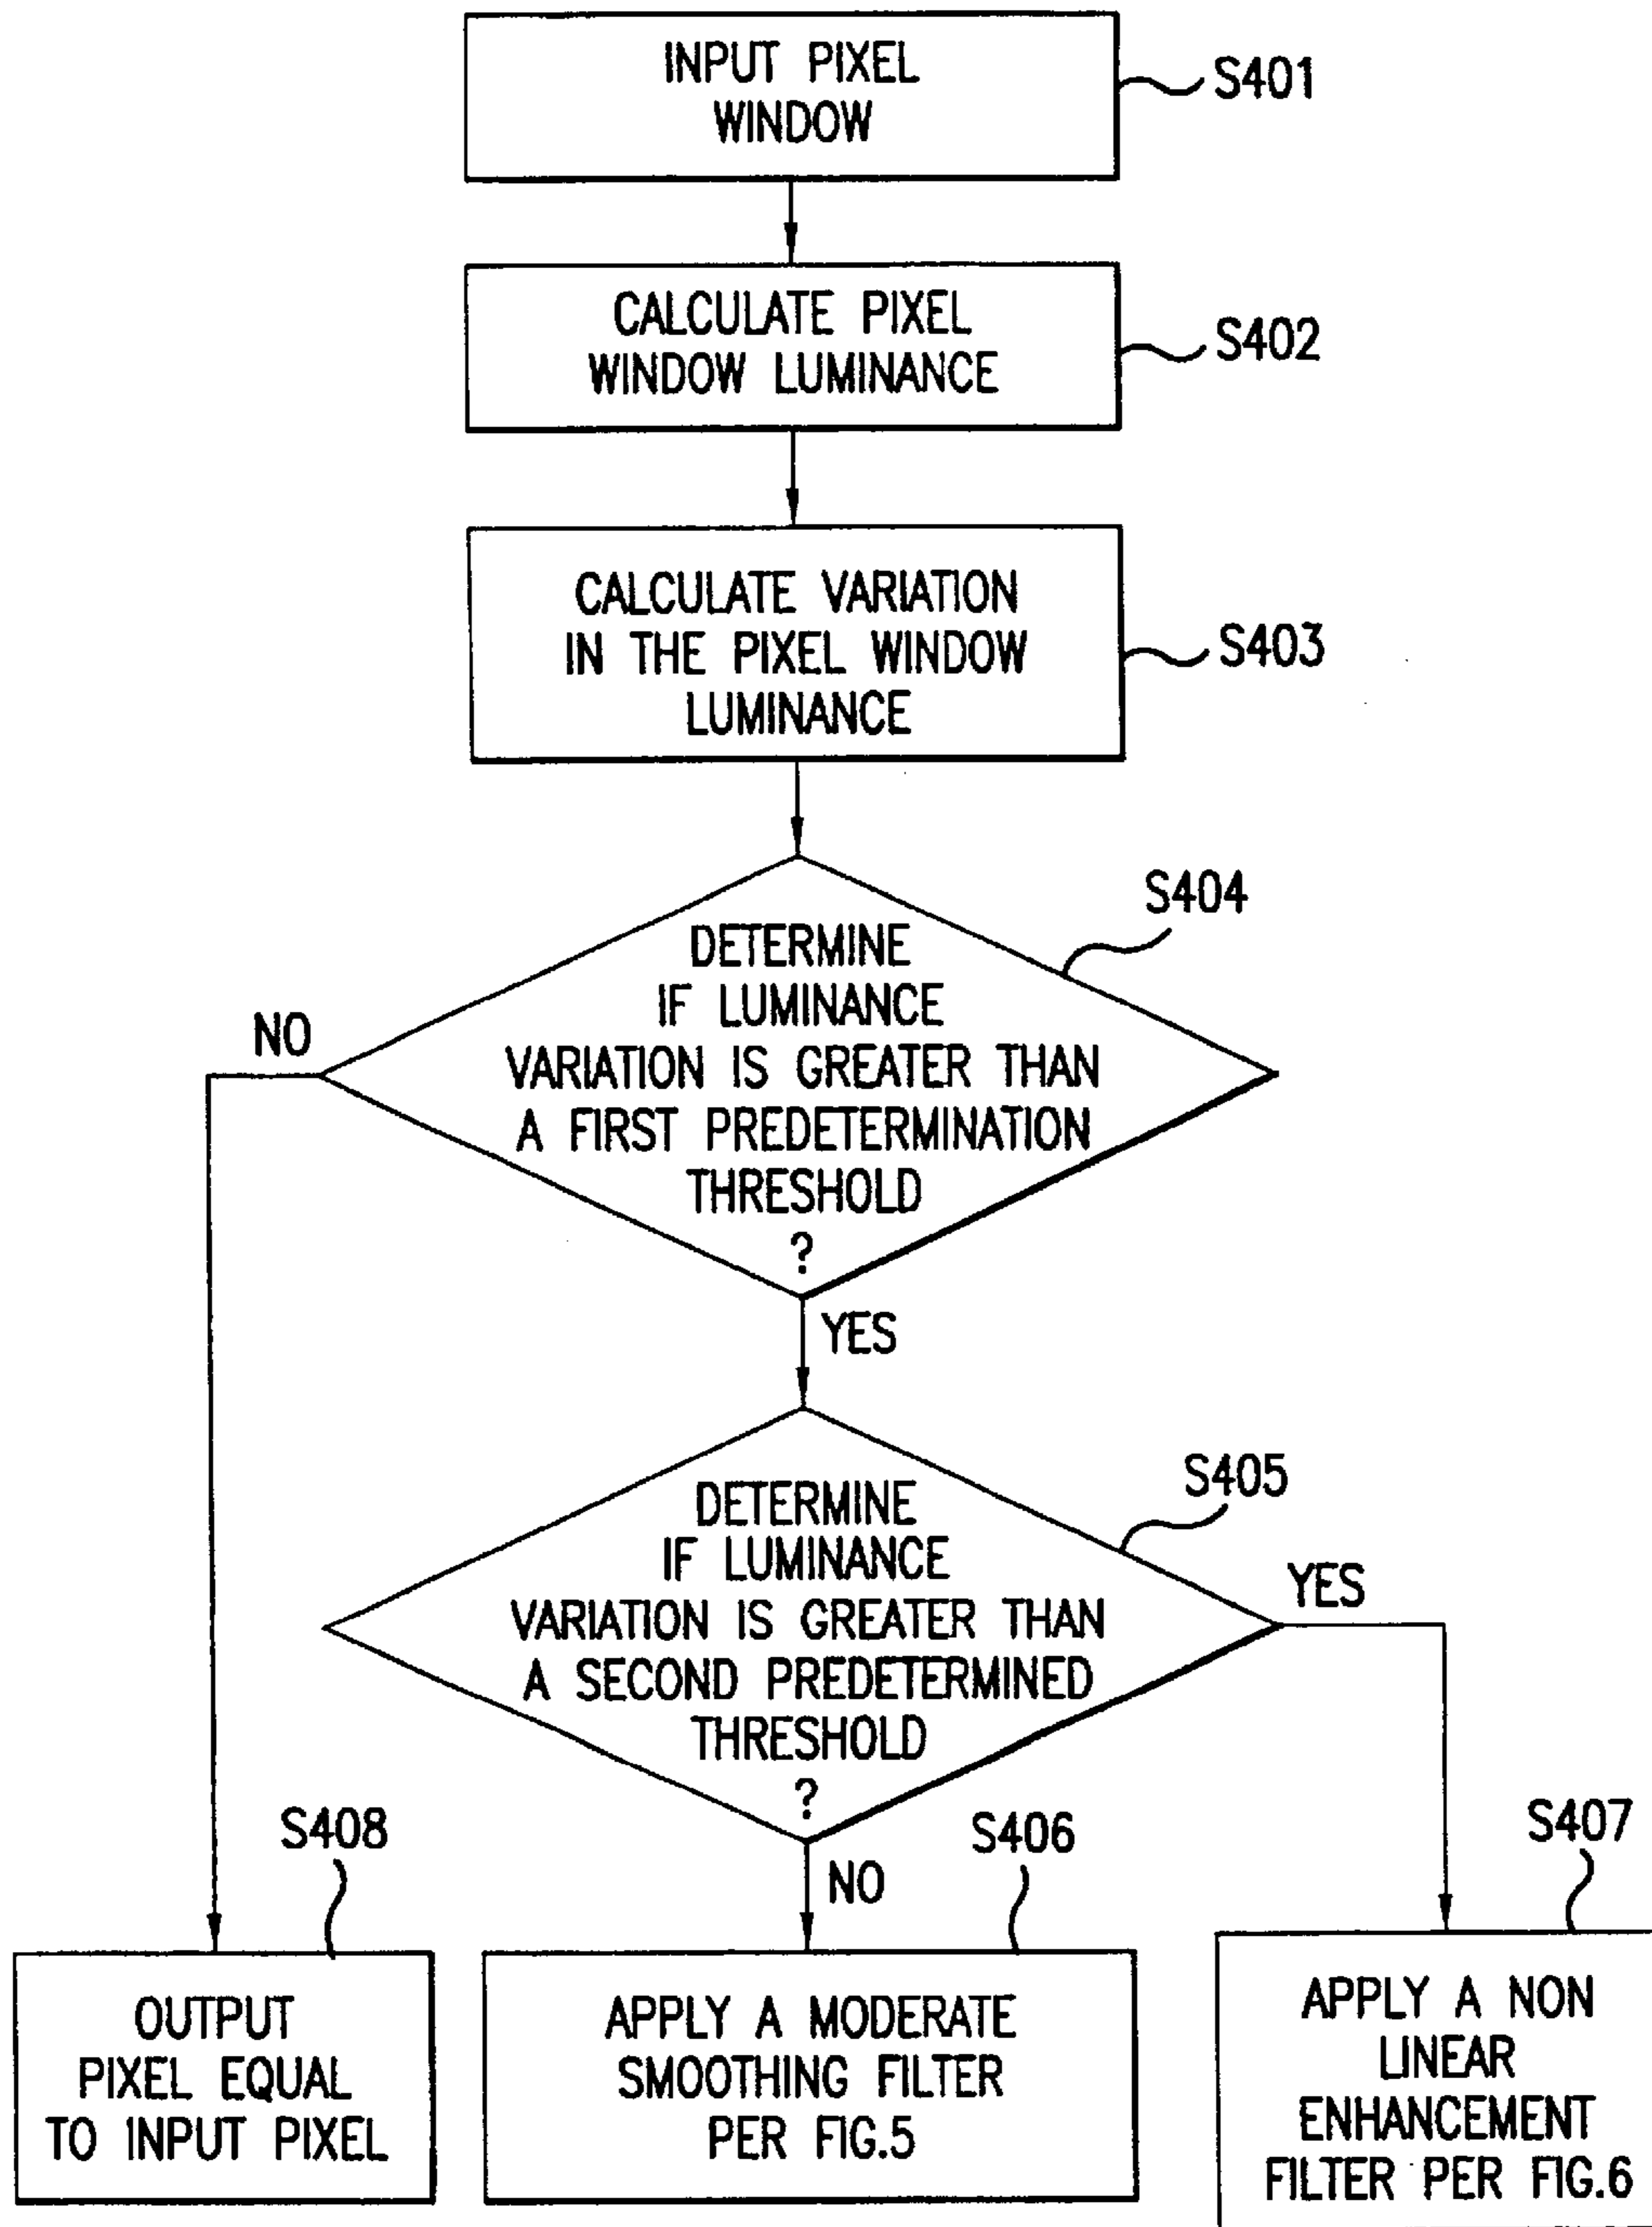 INPUT PIXEL
WINDOW
S401
CALCULATE PIXEL
WINDOW LUMINANCE
S402
CALCULATE VARIATION
IN THE PIXEL WINDOW
LUMINANCE
S403
S404
DETERMINE
IF LUMINANCE
VARIATION IS GREATER THAN
A FIRST PREDETERMINATION
THRESHOLD
?
NO
YES
S405
DETERMINE
IF LUMINANCE
VARIATION IS GREATER THAN
A SECOND PREDETERMINED
THRESHOLD
?
YES
NO
S408
OUTPUT
PIXEL EQUAL
TO INPUT PIXEL
S406
APPLY A MODERATE
SMOOTHING FILTER
PER FIG.5
S407
APPLY A NON
LINEAR
ENHANCEMENT
FILTER PER FIG.6